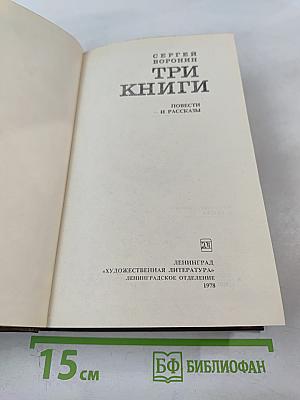 СЕРГЕЙ
ВОРОНИН
ТРИ
КНИГИ
ПОВЕСТИ
И РАССКАЗЫ
ЛЕНИНГРАД
«ХУДОЖЕСТВЕННАЯ ЛИТЕРАТУРА»
ЛЕНИНГРАДСКОЕ ОТДЕЛЕНИЕ
1978
15 см
БФ БИБЛИОФАН